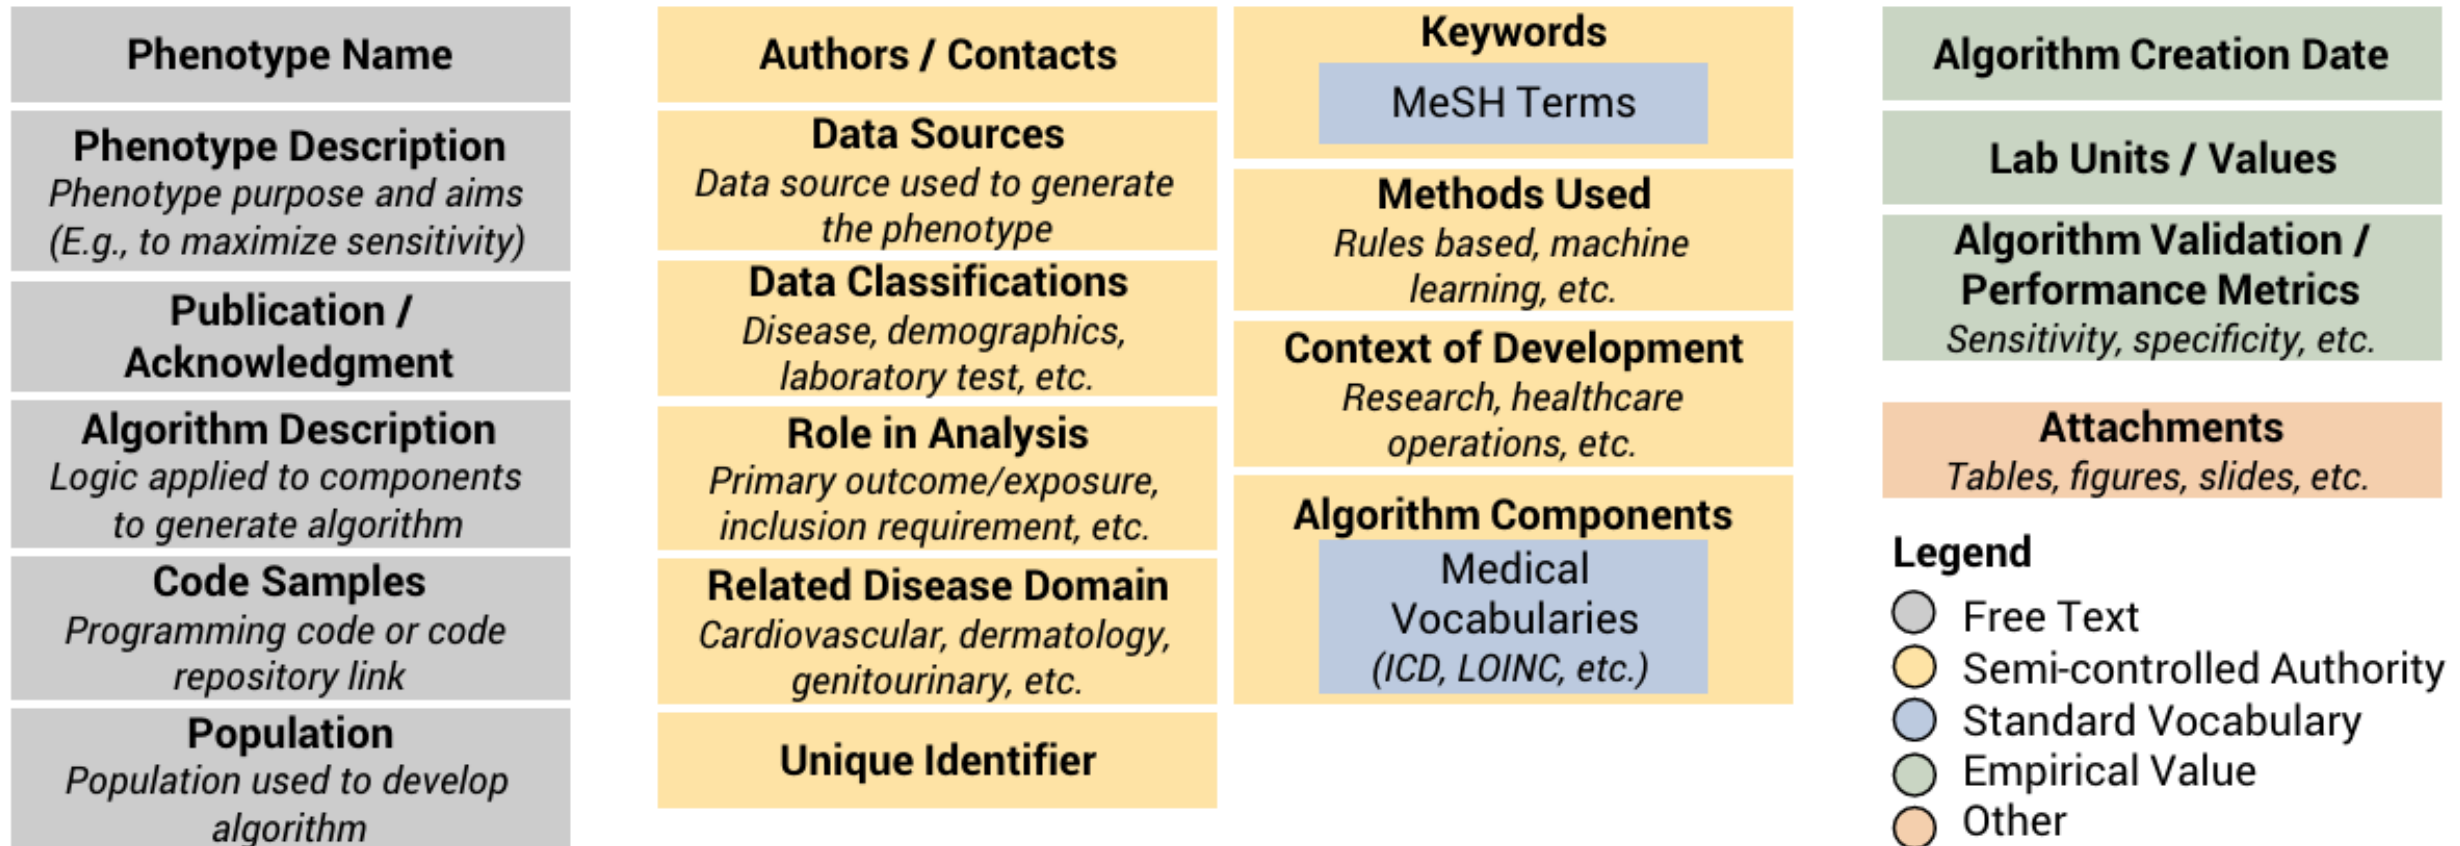 Phenotype Name
Phenotype Description
Phenotype purpose and aims
(E.g., to maximize sensitivity)
Publication /
Acknowledgment
Algorithm Description
Logic applied to components
to generate algorithm
Code Samples
Programming code or code
repository link
Population
Population used to develop
algorithm
Authors / Contacts
Data Sources
Data source used to generate
the phenotype
Data Classifications
Disease, demographics,
laboratory test, etc.
Role in Analysis
Primary outcome/exposure,
inclusion requirement, etc.
Related Disease Domain
Cardiovascular, dermatology,
genitourinary, etc.
Unique Identifier
Keywords
MeSH Terms
Methods Used
Rules based, machine
learning, etc.
Context of Development
Research, healthcare
operations, etc.
Algorithm Components
Medical
Vocabularies
(ICD, LOINC, etc.)
Algorithm Creation Date
Lab Units / Values
Algorithm Validation /
Performance Metrics
Sensitivity, specificity, etc.
Attachments
Tables, figures, slides, etc.
Legend
Free Text
Semi-controlled Authority
Standard Vocabulary
Empirical Value
Other